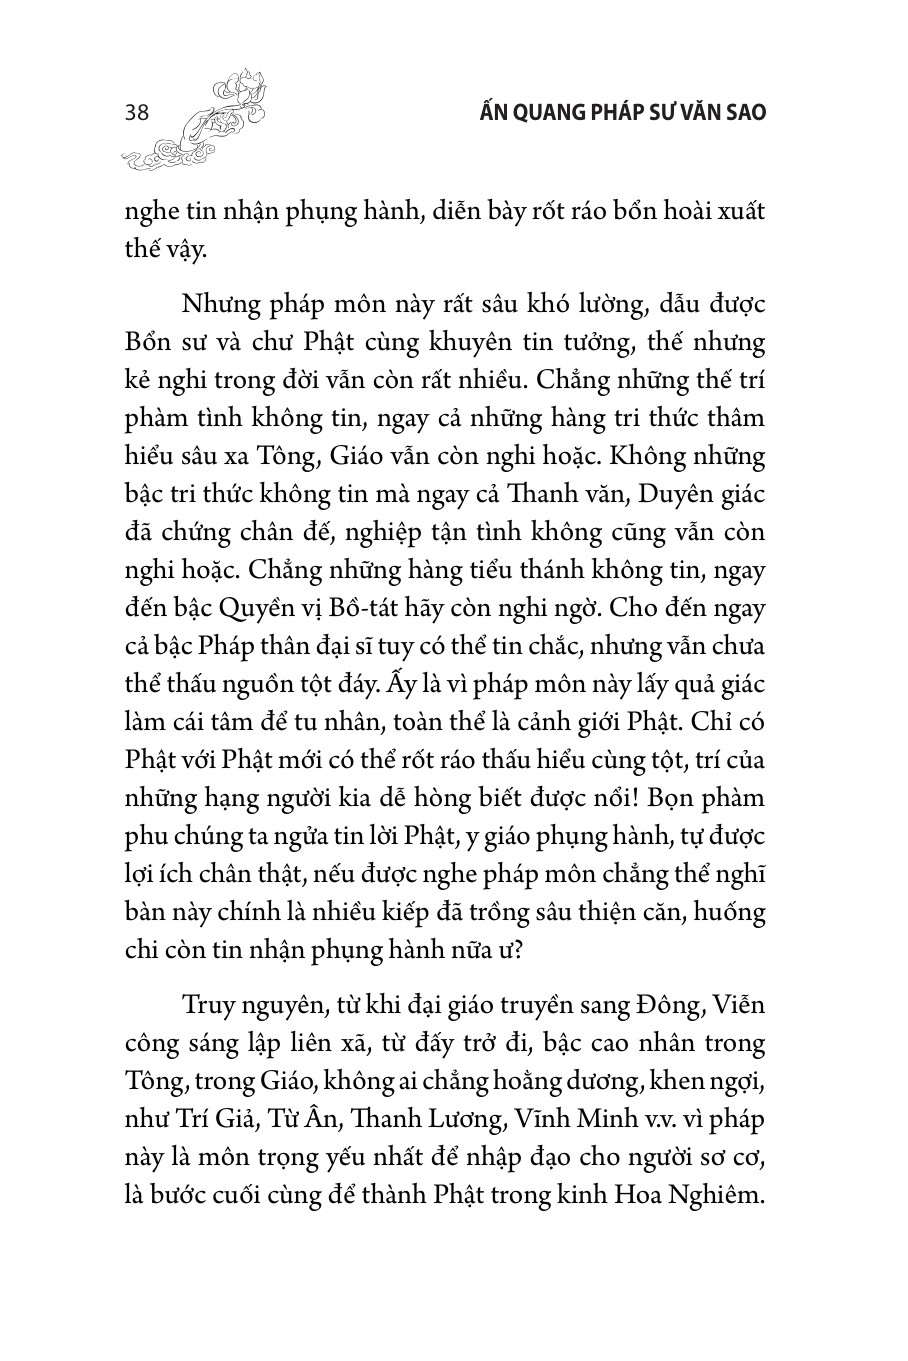 38
ẤN QUANG PHÁP SƯ VĂN SAO
nghe tin nhận phụng hành, diễn bày rốt ráo bổn hoài xuất
thế vậy.
Nhưng pháp môn này rất sâu khó lường, dẫu được
Bổn sư và chư Phật cùng khuyên tin tưởng, thế nhưng
kẻ nghi trong đời vẫn còn rất nhiều. Chẳng những thế trí
phàm tình không tin, ngay cả những hàng tri thức thâm
hiểu sâu xa Tông, Giáo vẫn còn nghi hoặc. Không những
bậc tri thức không tin mà ngay cả Thanh văn, Duyên giác
đã chứng chân đế, nghiệp tận tình không cũng vẫn còn
nghi hoặc. Chẳng những hàng tiểu thánh không tin, ngay
đến bậc Quyền vị Bồ-tát hãy còn nghi ngờ. Cho đến ngay
cả bậc Pháp thân đại sĩ tuy có thể tin chắc, nhưng vẫn chưa
thể thấu nguồn tột đáy. Ấy là vì pháp môn này lấy quả giác
làm cái tâm để tu nhân, toàn thể là cảnh giới Phật. Chỉ có
Phật với Phật mới có thể rốt ráo thấu hiểu cùng tột, trí của
những hạng người kia dễ hòng biết được nổi! Bọn phàm
phu chúng ta ngửa tin lời Phật, y giáo phụng hành, tự được
lợi ích chân thật, nếu được nghe pháp môn chẳng thể nghĩ
bàn này chính là nhiều kiếp đã trồng sâu thiện căn, huống
chi còn tin nhận phụng hành nữa ư?
Truy nguyên, từ khi đại giáo truyền sang Đông, Viễn
công sáng lập liên xã, từ đấy trở đi, bậc cao nhân trong
Tông, trong Giáo, không ai chẳng hoằng dương, khen ngợi,
như Trí Giả, Từ Ân, Thanh Lương, Vĩnh Minh v.v. vì pháp
này là môn trọng yếu nhất để nhập đạo cho người sơ cơ,
là bước cuối cùng để thành Phật trong kinh Hoa Nghiêm.